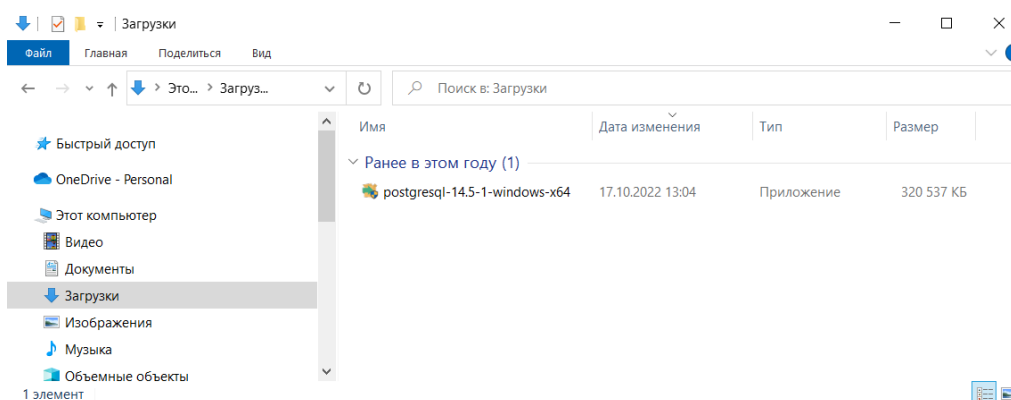 Загрузки
Файл Главная Поделиться Вид
Это... Загруз... Поиск в: Загрузки
Имя Дата изменения Тип Размер
Быстрый доступ
Ранее в этом году (1)
OneDrive - Personal
postgresql-14.5-1-windows-x64 17.10.2022 13:04 Приложение 320 537 КБ
Этот компьютер
Видео
Документы
Загрузки
Изображения
Музыка
Объемные объекты
1 элемент